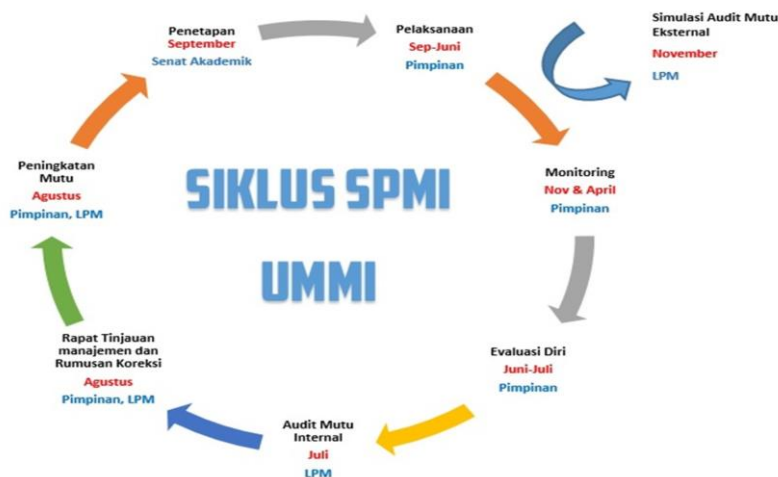 Penetapan
September
Senat Akademik
Pelaksanaan
Sep-Juni
Pimpinan
Simulasi Audit Mutu
Eksternal
November
LPM
Monitoring
Nov & April
Pimpinan
Evaluasi Diri
Juni-Juli
Pimpinan
Audit Mutu
Internal
Juli
LPM
Rapat Tinjauan
manajemen dan
Rumusan Koreksi
Agustus
Pimpinan, LPM
Peningkatan
Mutu
Agustus
Pimpinan, LPM
SIKLUS SPMI
UMMI